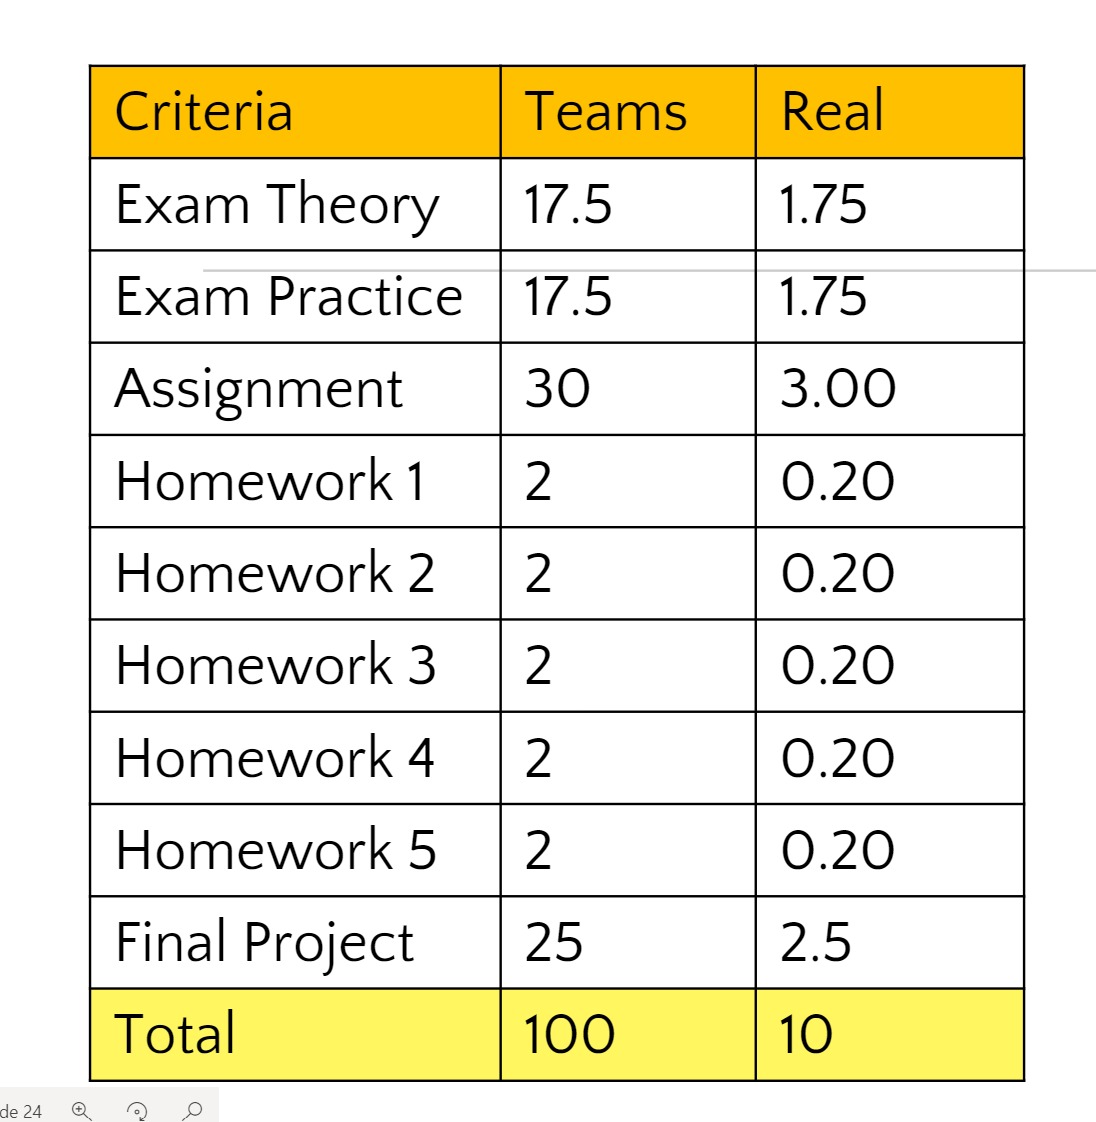 Criteria Teams Real
Exam Theory 17.5 1.75
Exam Practice 17.5 1.75
Assignment 30 3.00
Homework 1 2 0.20
Homework 2 2 0.20
Homework 3 2 0.20
Homework 4 2 0.20
Homework 5 2 0.20
Final Project 25 2.5
Total 100 10
de 24